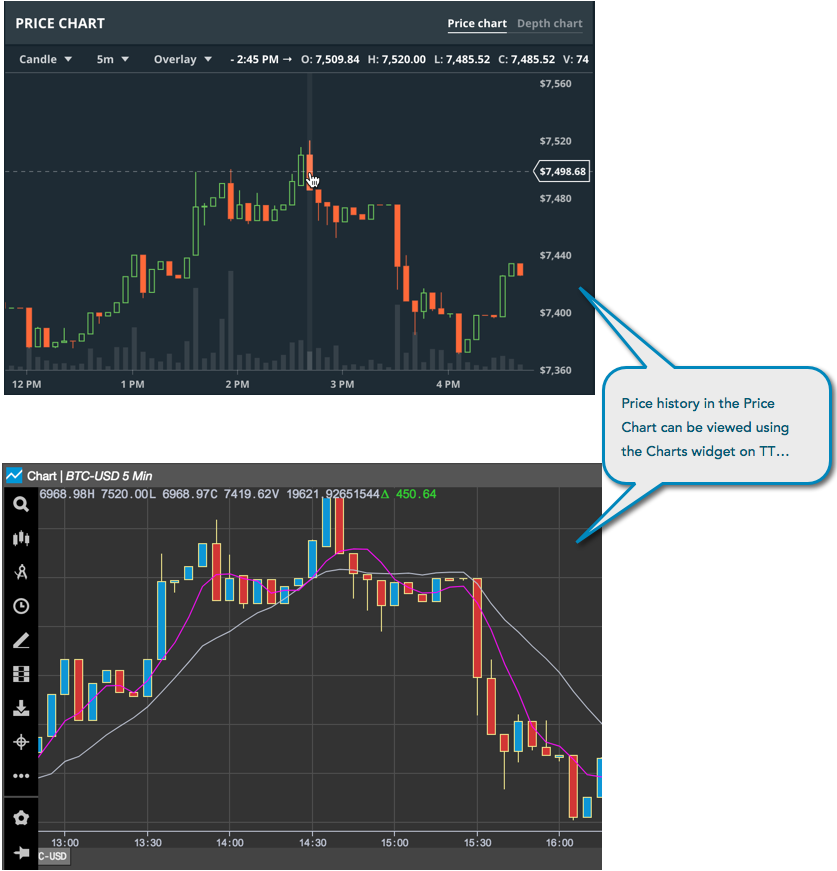 PRICE CHART Price chart Depth chart
Candle 5m Overlay - 2:45 PM → O: 7,509.84 H: 7,520.00 L: 7,485.52 C: 7,485.52 V: 74
$7,560
$7,520
$7,498.68
$7,480
$7,440
$7,400
$7,360
12 PM 1 PM 2 PM 3 PM 4 PM
Price history in the Price
Chart can be viewed using
the Charts widget on TT...
Chart | BTC-USD 5 Min
6968.98H 7520.00L 6968.97C 7419.62V 19621.92651544Δ 450.64
13:00 13:30 14:00 14:30 15:00 15:30 16:00
C-USD